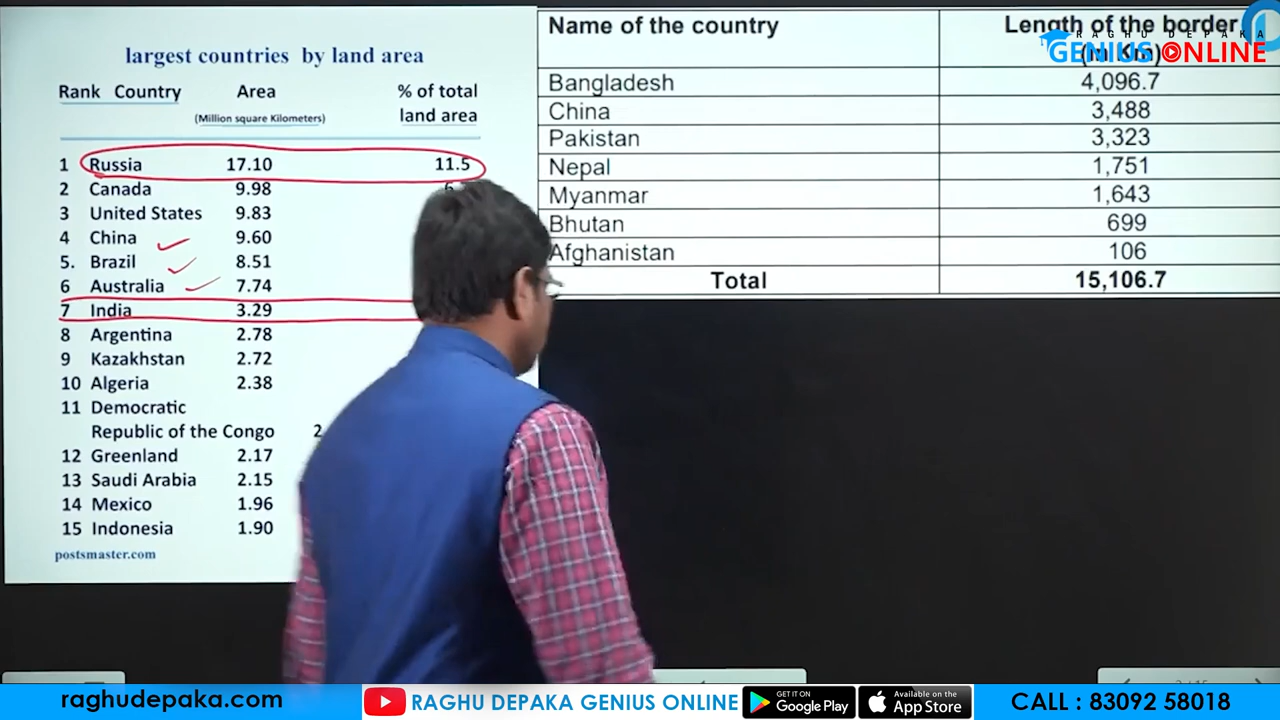 largest countries by land area
Rank Country Area % of total
(Million square Kilometers) land area
1 Russia 17.10 11.5
2 Canada 9.98
3 United States 9.83
4 China 9.60
5. Brazil 8.51
6 Australia 7.74
7 India 3.29
8 Argentina 2.78
9 Kazakhstan 2.72
10 Algeria 2.38
11 Democratic
Republic of the Congo 2
12 Greenland 2.17
13 Saudi Arabia 2.15
14 Mexico 1.96
15 Indonesia 1.90
postsmaster.com
Name of the country Length of the border
(in Km)
Bangladesh 4,096.7
China 3,488
Pakistan 3,323
Nepal 1,751
Myanmar 1,643
Bhutan 699
Afghanistan 106
Total 15,106.7
RAGHU DEPAKA
GENIUS ONLINE
raghudepaka.com
RAGHU DEPAKA GENIUS ONLINE
GET IT ON
Google Play
Available on the
App Store
CALL : 83092 58018